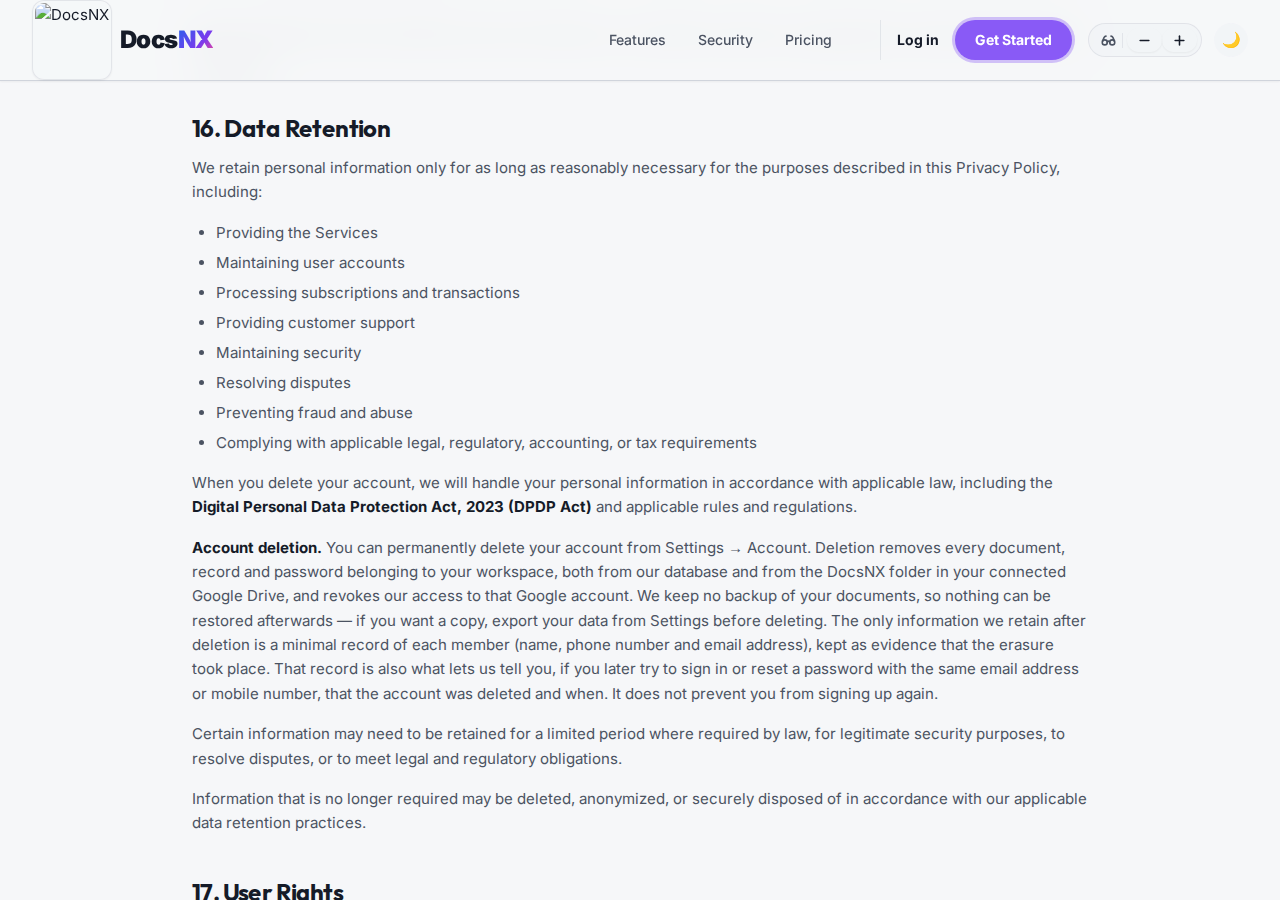 DocsNX
DocsNX
Features
Security
Pricing
Log in
Get Started
16. Data Retention
We retain personal information only for as long as reasonably necessary for the purposes described in this Privacy Policy,
including:
• Providing the Services
• Maintaining user accounts
• Processing subscriptions and transactions
• Providing customer support
• Maintaining security
• Resolving disputes
• Preventing fraud and abuse
• Complying with applicable legal, regulatory, accounting, or tax requirements
When you delete your account, we will handle your personal information in accordance with applicable law, including the
Digital Personal Data Protection Act, 2023 (DPDP Act) and applicable rules and regulations.
Account deletion. You can permanently delete your account from Settings → Account. Deletion removes every document,
record and password belonging to your workspace, both from our database and from the DocsNX folder in your connected
Google Drive, and revokes our access to that Google account. We keep no backup of your documents, so nothing can be
restored afterwards — if you want a copy, export your data from Settings before deleting. The only information we retain after
deletion is a minimal record of each member (name, phone number and email address), kept as evidence that the erasure
took place. That record is also what lets us tell you, if you later try to sign in or reset a password with the same email address
or mobile number, that the account was deleted and when. It does not prevent you from signing up again.
Certain information may need to be retained for a limited period where required by law, for legitimate security purposes, to
resolve disputes, or to meet legal and regulatory obligations.
Information that is no longer required may be deleted, anonymized, or securely disposed of in accordance with our applicable
data retention practices.
17. User Rights